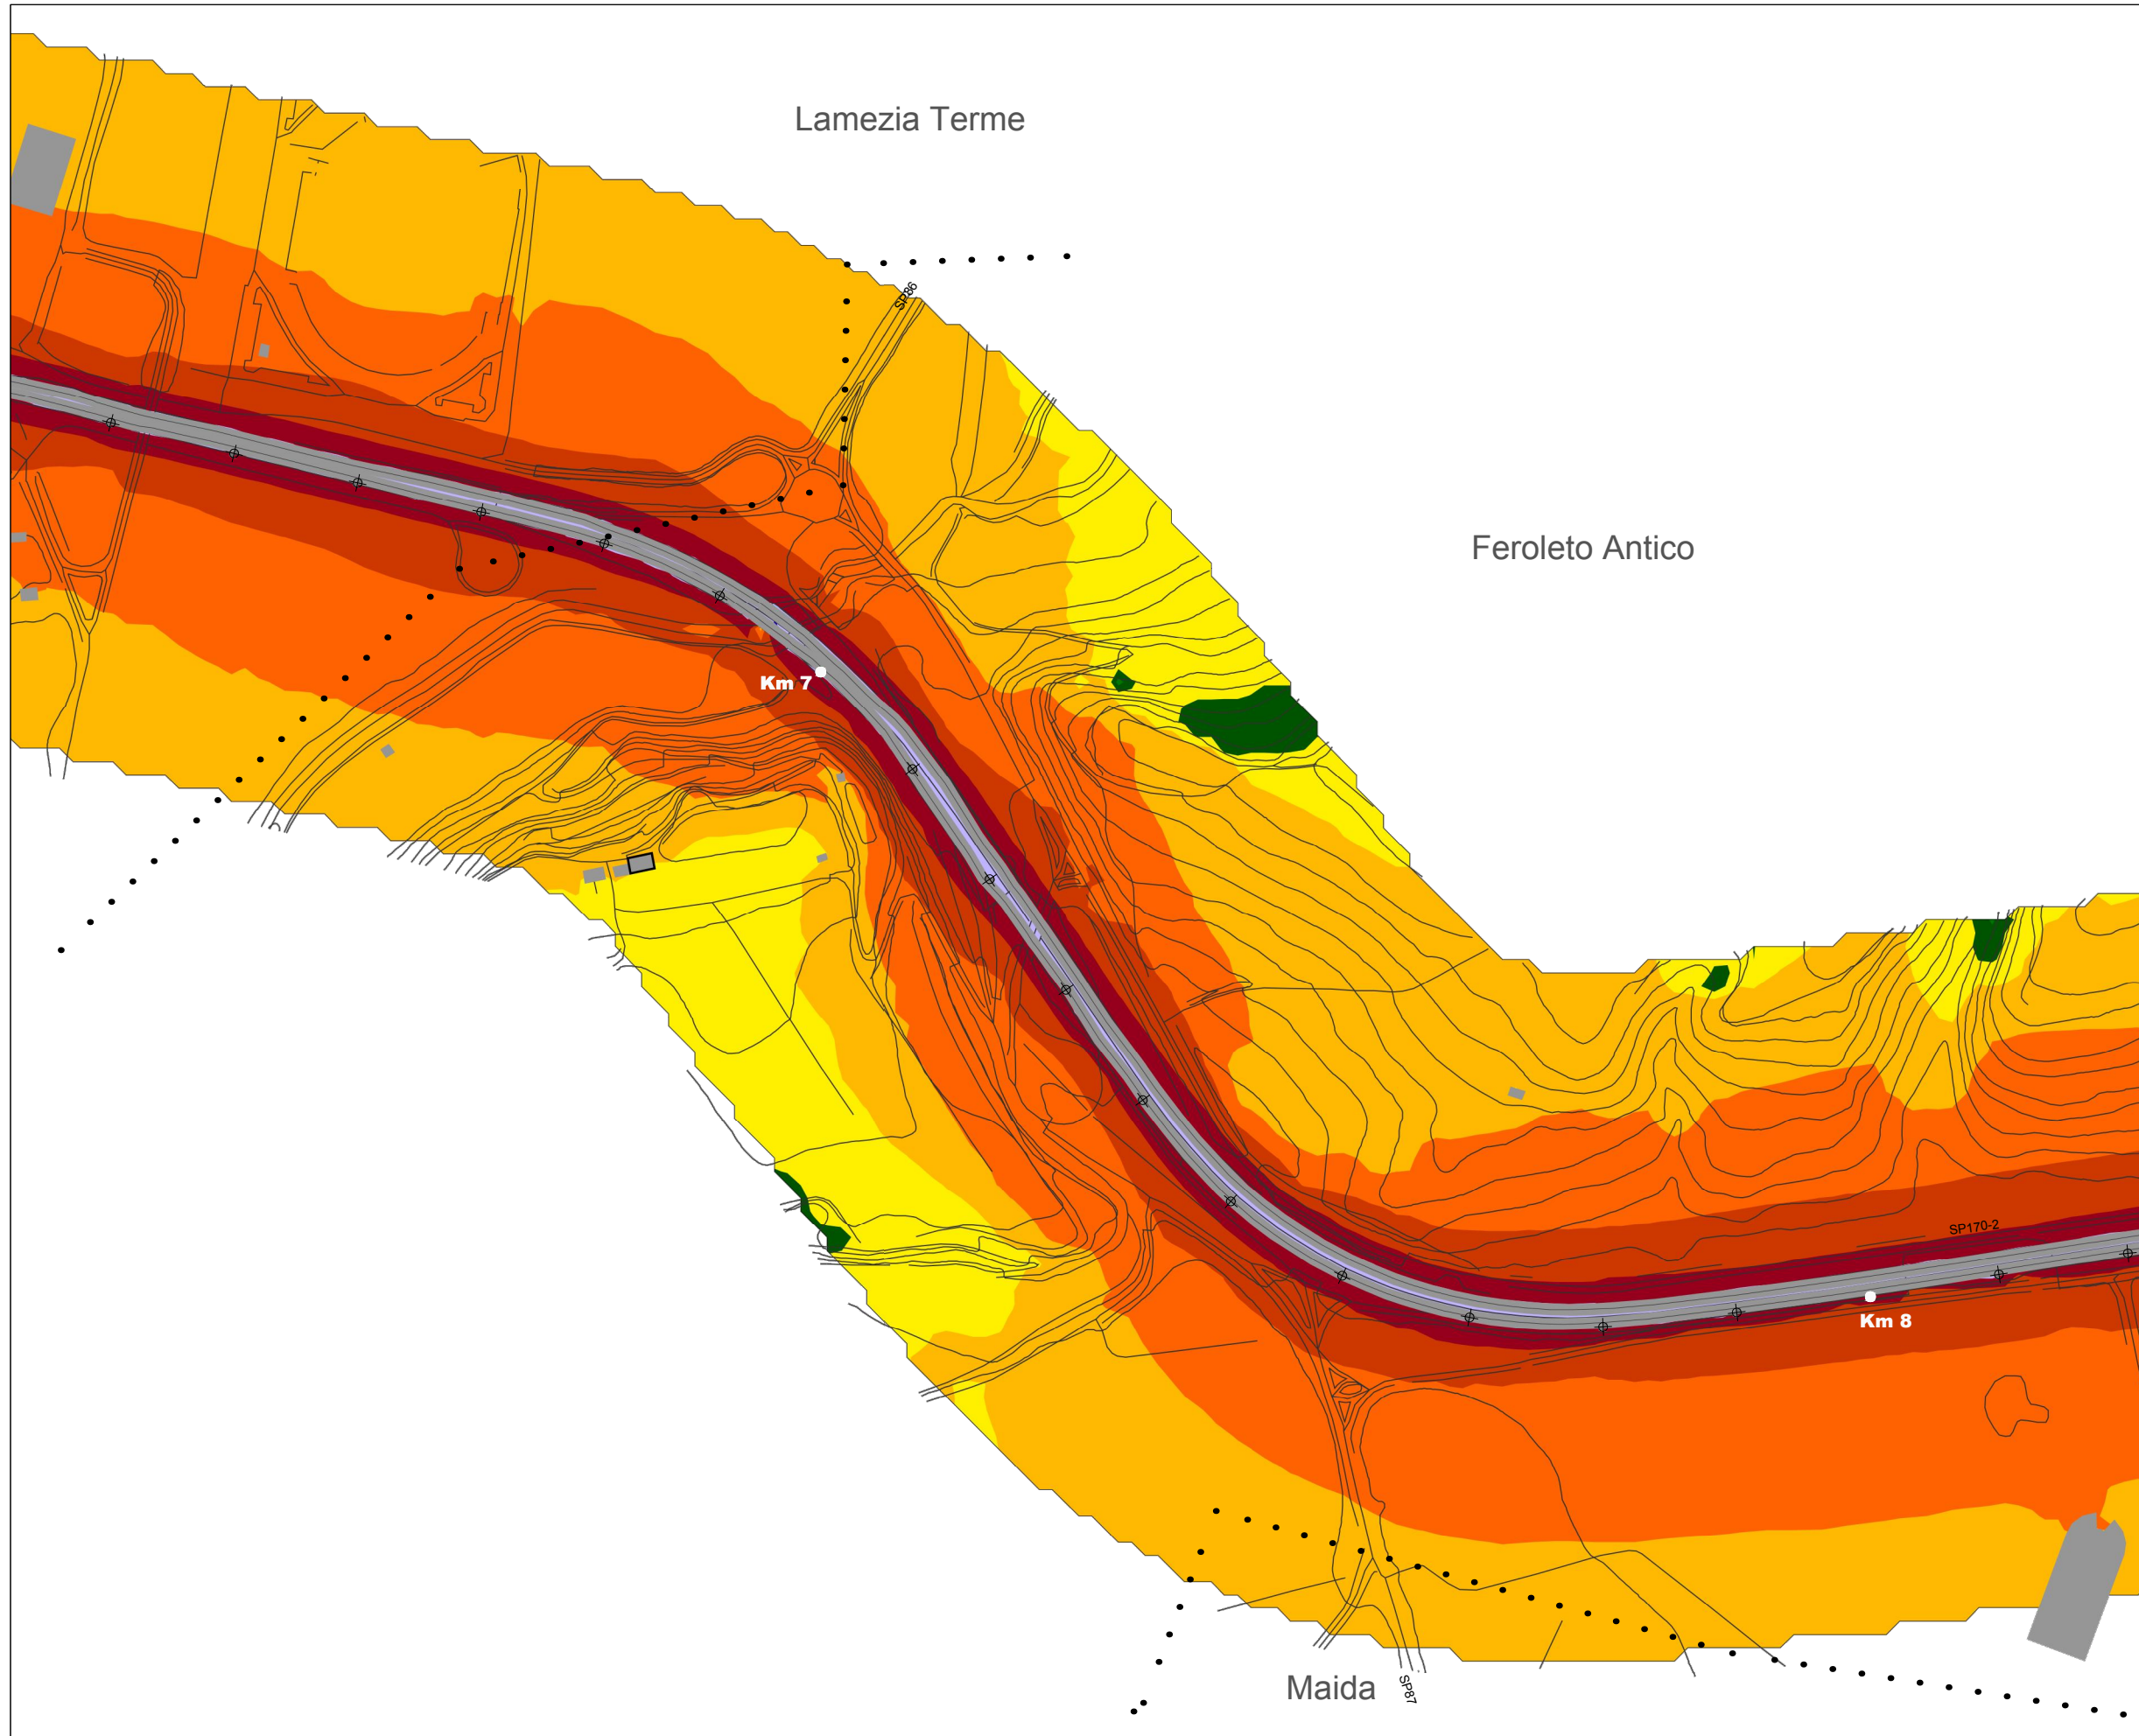 Lamezia Terme
SP86
Feroleto Antico
Km 7
SP170-2
Km 8
Maida
SP87